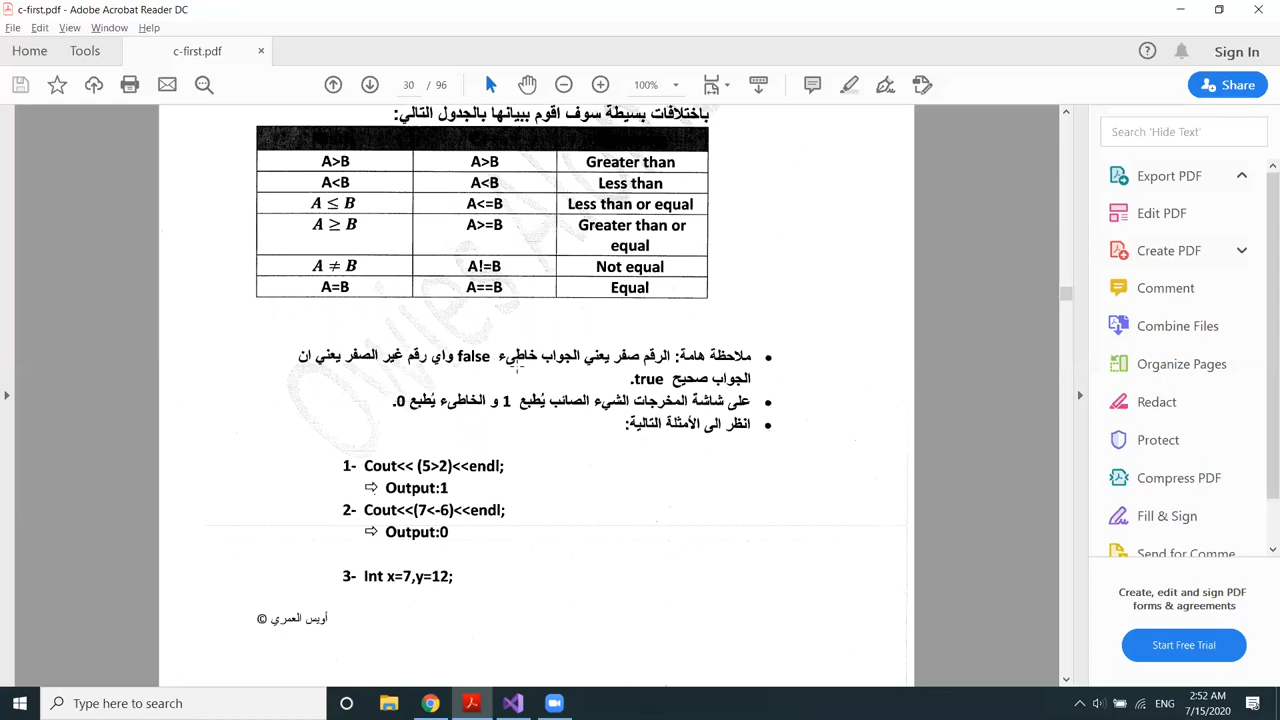 c-first.pdf - Adobe Acrobat Reader DC
File Edit View Window Help
Home Tools c-first.pdf × Sign In
30 / 96 100% Share
باختلافات بسيطة سوف اقوم ببيانها بالجدول التالي:
A>B A>B Greater than
A<B A<B Less than
A ≤ B A<=B Less than or equal
A ≥ B A>=B Greater than or
equal
A ≠ B A!=B Not equal
A=B A==B Equal
• ملاحظة هامة: الرقم صفر يعني الجواب خاطىء false واي رقم غير الصفر يعني ان
الجواب صحيح true.
• على شاشة المخرجات الشيء الصائب يُطبع 1 و الخاطىء يُطبع 0.
• انظر الى الأمثلة التالية:
1- Cout<< (5>2)<<endl;
⇨ Output:1
2- Cout<<(7<-6)<<endl;
⇨ Output:0
3- Int x=7,y=12;
أويس العمري ©
Search 'Hide Text'
Export PDF
Edit PDF
Create PDF
Comment
Combine Files
Organize Pages
Redact
Protect
Compress PDF
Fill & Sign
Send for Comme
Create, edit and sign PDF
forms & agreements
Start Free Trial
Type here to search
ENG
2:52 AM
7/15/2020